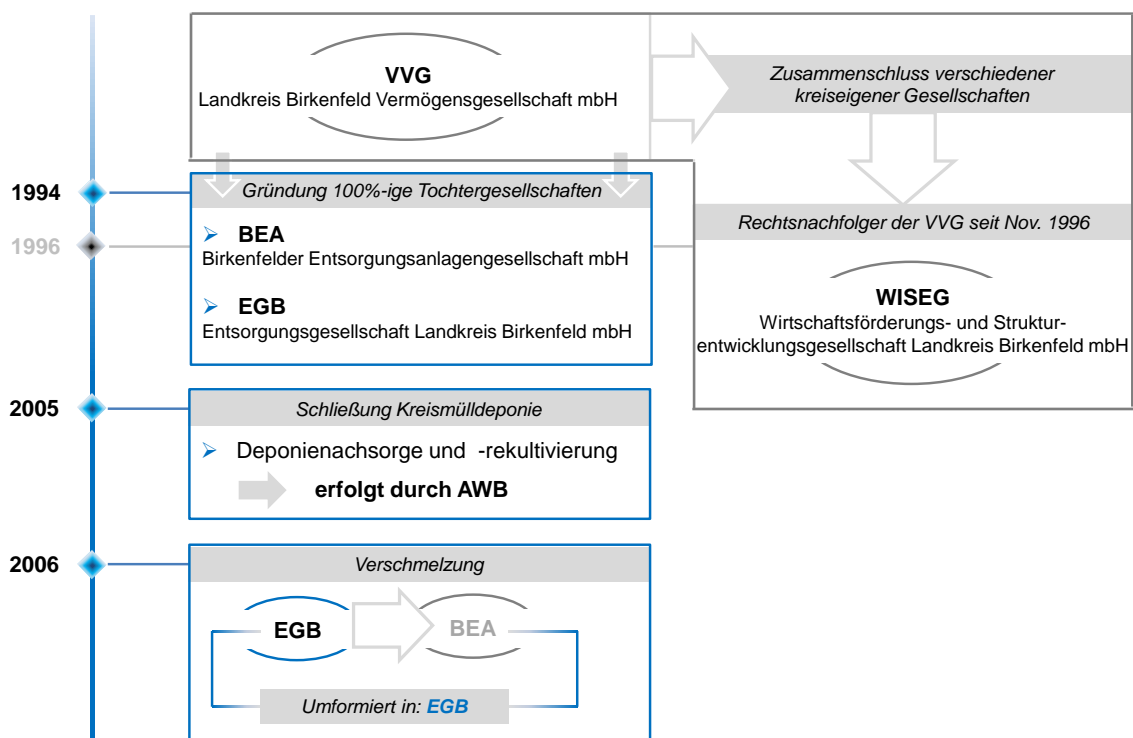 VVG
Landkreis Birkenfeld Vermögensgesellschaft mbH
Zusammenschluss verschiedener
kreiseigener Gesellschaften
1994
Gründung 100%-ige Tochtergesellschaften
BEA
Birkenfelder Entsorgungsanlagengesellschaft mbH
EGB
Entsorgungsgesellschaft Landkreis Birkenfeld mbH
1996
Rechtsnachfolger der VVG seit Nov. 1996
WISEG
Wirtschaftsförderungs- und Struktur-
entwicklungsgesellschaft Landkreis Birkenfeld mbH
2005
Schließung Kreismülldeponie
Deponienachsorge und -rekultivierung
erfolgt durch AWB
2006
Verschmelzung
EGB
BEA
Umformiert in: EGB